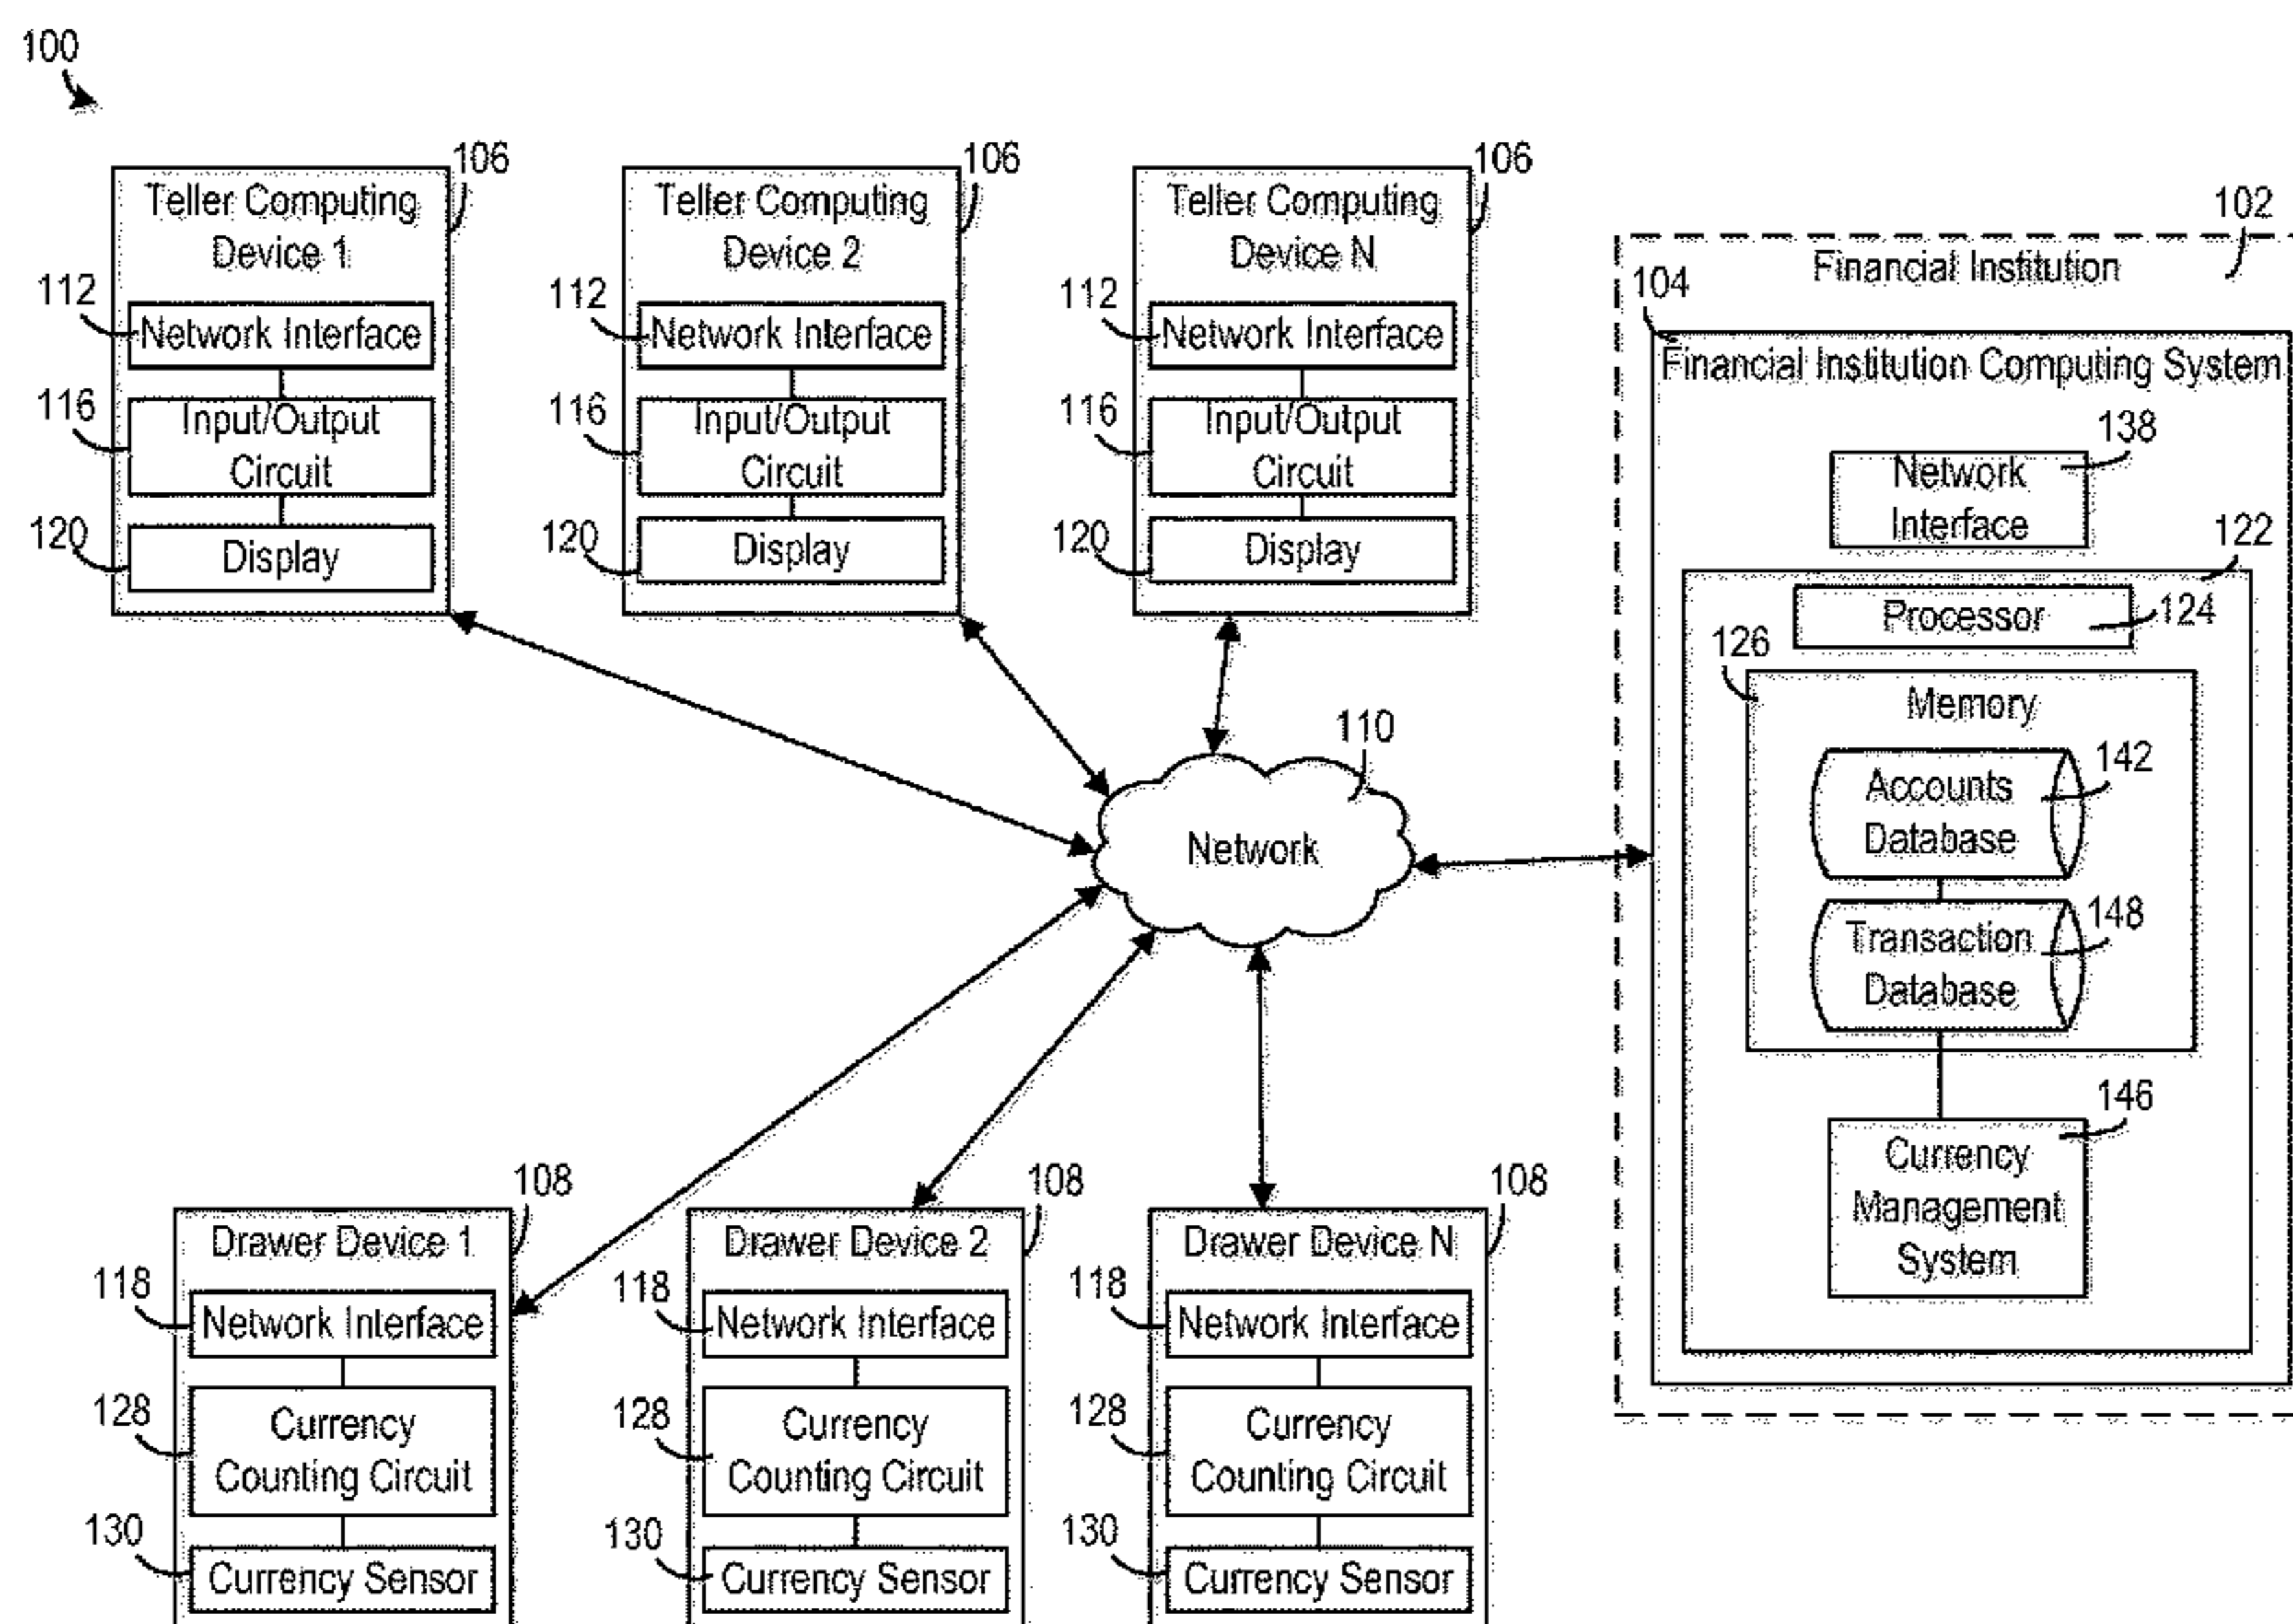 100
106
Teller Computing
Device 1
112
Network Interface
116
Input/Output
Circuit
120
Display
106
Teller Computing
Device 2
112
Network Interface
116
Input/Output
Circuit
120
Display
106
Teller Computing
Device N
112
Network Interface
116
Input/Output
Circuit
120
Display
110
Network
108
Drawer Device 1
118
Network Interface
128
Currency
Counting Circuit
130
Currency Sensor
108
Drawer Device 2
118
Network Interface
128
Currency
Counting Circuit
130
Currency Sensor
108
Drawer Device N
118
Network Interface
128
Currency
Counting Circuit
130
Currency Sensor
102
Financial Institution
104
Financial Institution Computing System
138
Network
Interface
122
Processor
124
126
Memory
142
Accounts
Database
148
Transaction
Database
146
Currency
Management
System